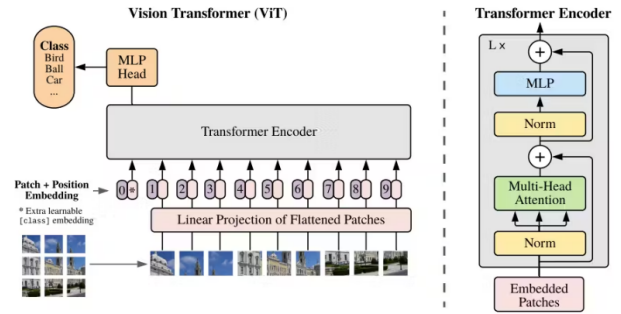 Vision Transformer (ViT)
Class
Bird
Ball
Car
...
MLP
Head
Transformer Encoder
Patch + Position
Embedding
* Extra learnable
[class] embedding
0 * 1 2 3 4 5 6 7 8 9
Linear Projection of Flattened Patches
Transformer Encoder
L x
+
MLP
Norm
+
Multi-Head
Attention
Norm
Embedded
Patches